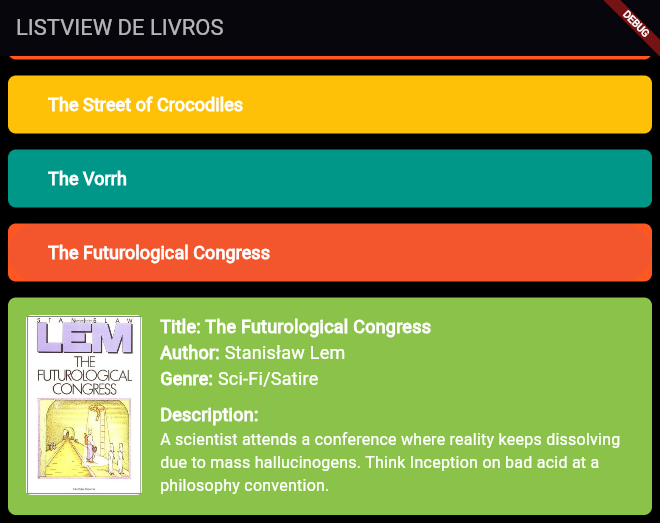 LISTVIEW DE LIVROS
DEBUG
The Street of Crocodiles
The Vorrh
The Futurological Congress
STANISLAW
LEM
THE
FUTUROLOGICAL
CONGRESS
Title: The Futurological Congress
Author: Stanisław Lem
Genre: Sci-Fi/Satire
Description:
A scientist attends a conference where reality keeps dissolving
due to mass hallucinogens. Think Inception on bad acid at a
philosophy convention.